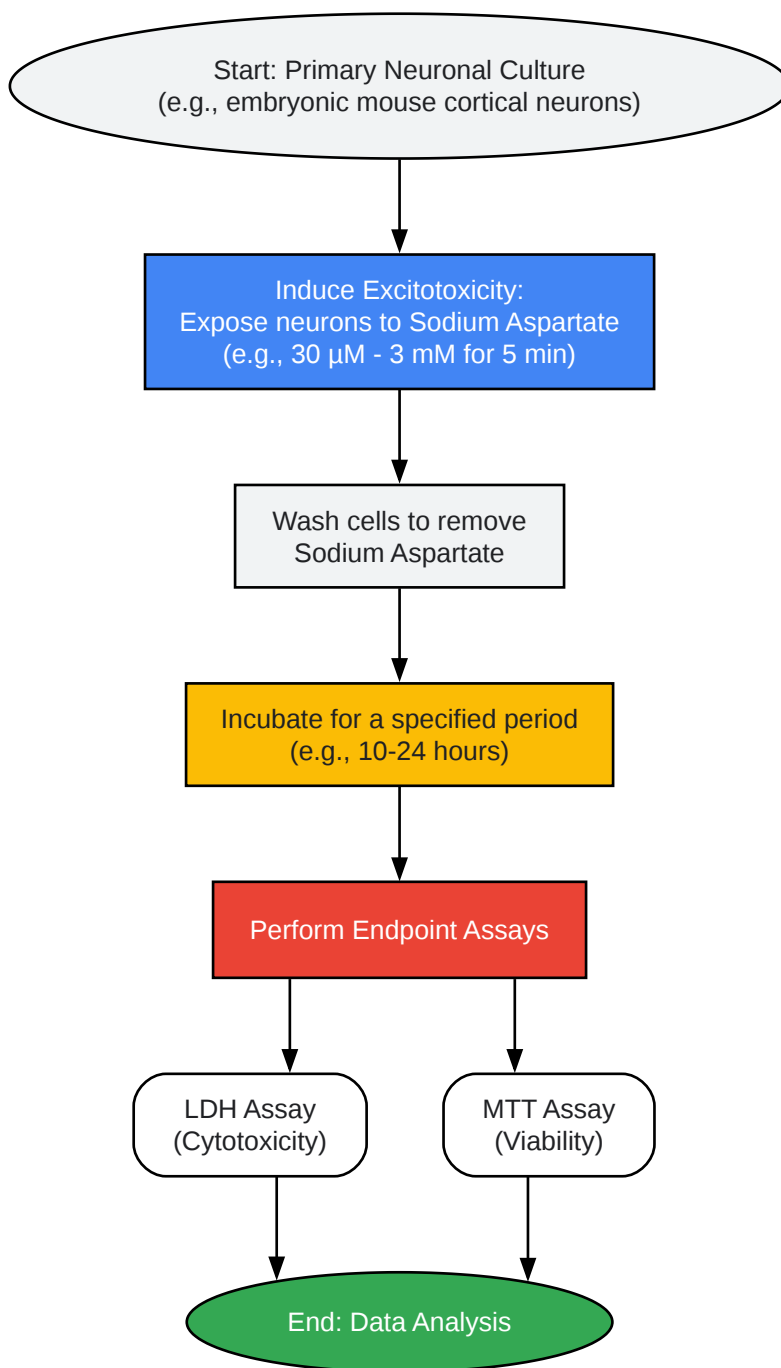 Start: Primary Neuronal Culture
(e.g., embryonic mouse cortical neurons)
Induce Excitotoxicity:
Expose neurons to Sodium Aspartate
(e.g., 30 µM - 3 mM for 5 min)
Wash cells to remove
Sodium Aspartate
Incubate for a specified period
(e.g., 10-24 hours)
Perform Endpoint Assays
LDH Assay
(Cytotoxicity)
MTT Assay
(Viability)
End: Data Analysis